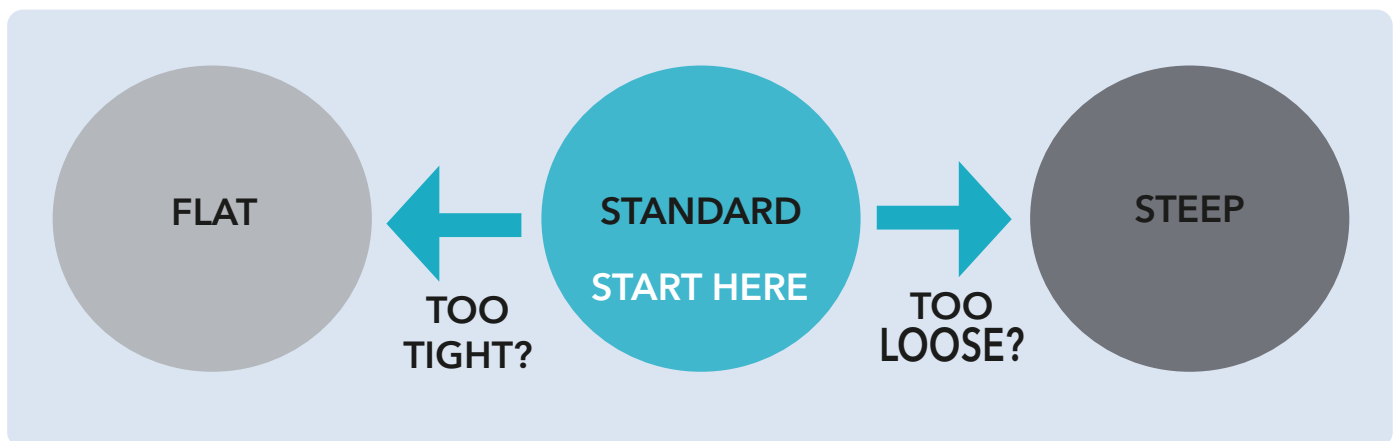 FLAT
STANDARD
START HERE
STEEP
TOO
TIGHT?
TOO
LOOSE?